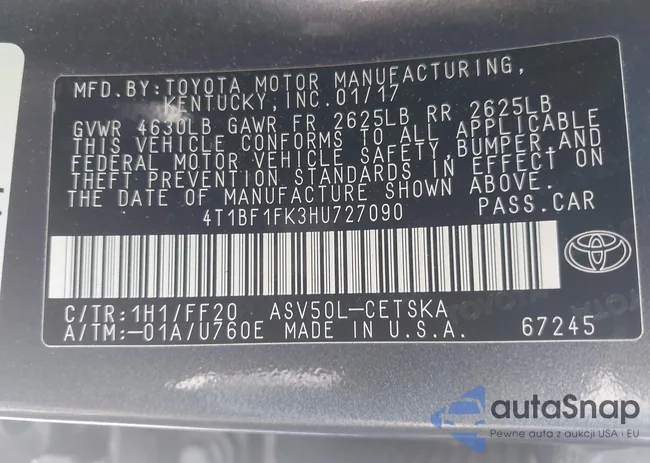 MFD.BY:TOYOTA MOTOR MANUFACTURING,
KENTUCKY,INC.01/17
GVWR 4630LB GAWR FR 2625LB RR 2625LB
THIS VEHICLE CONFORMS TO ALL APPLICABLE
FEDERAL MOTOR VEHICLE SAFETY,BUMPER,AND
THEFT PREVENTION STANDARDS IN EFFECT ON
THE DATE OF MANUFACTURE SHOWN ABOVE.
4T1BF1FK3HU727090 PASS.CAR
C/TR:1H1/FF20 ASV50L-CETSKA
A/TM:-01A/U760E MADE IN U.S.A. 67245
autaSnap
Pewne auta z aukcji USA i EU